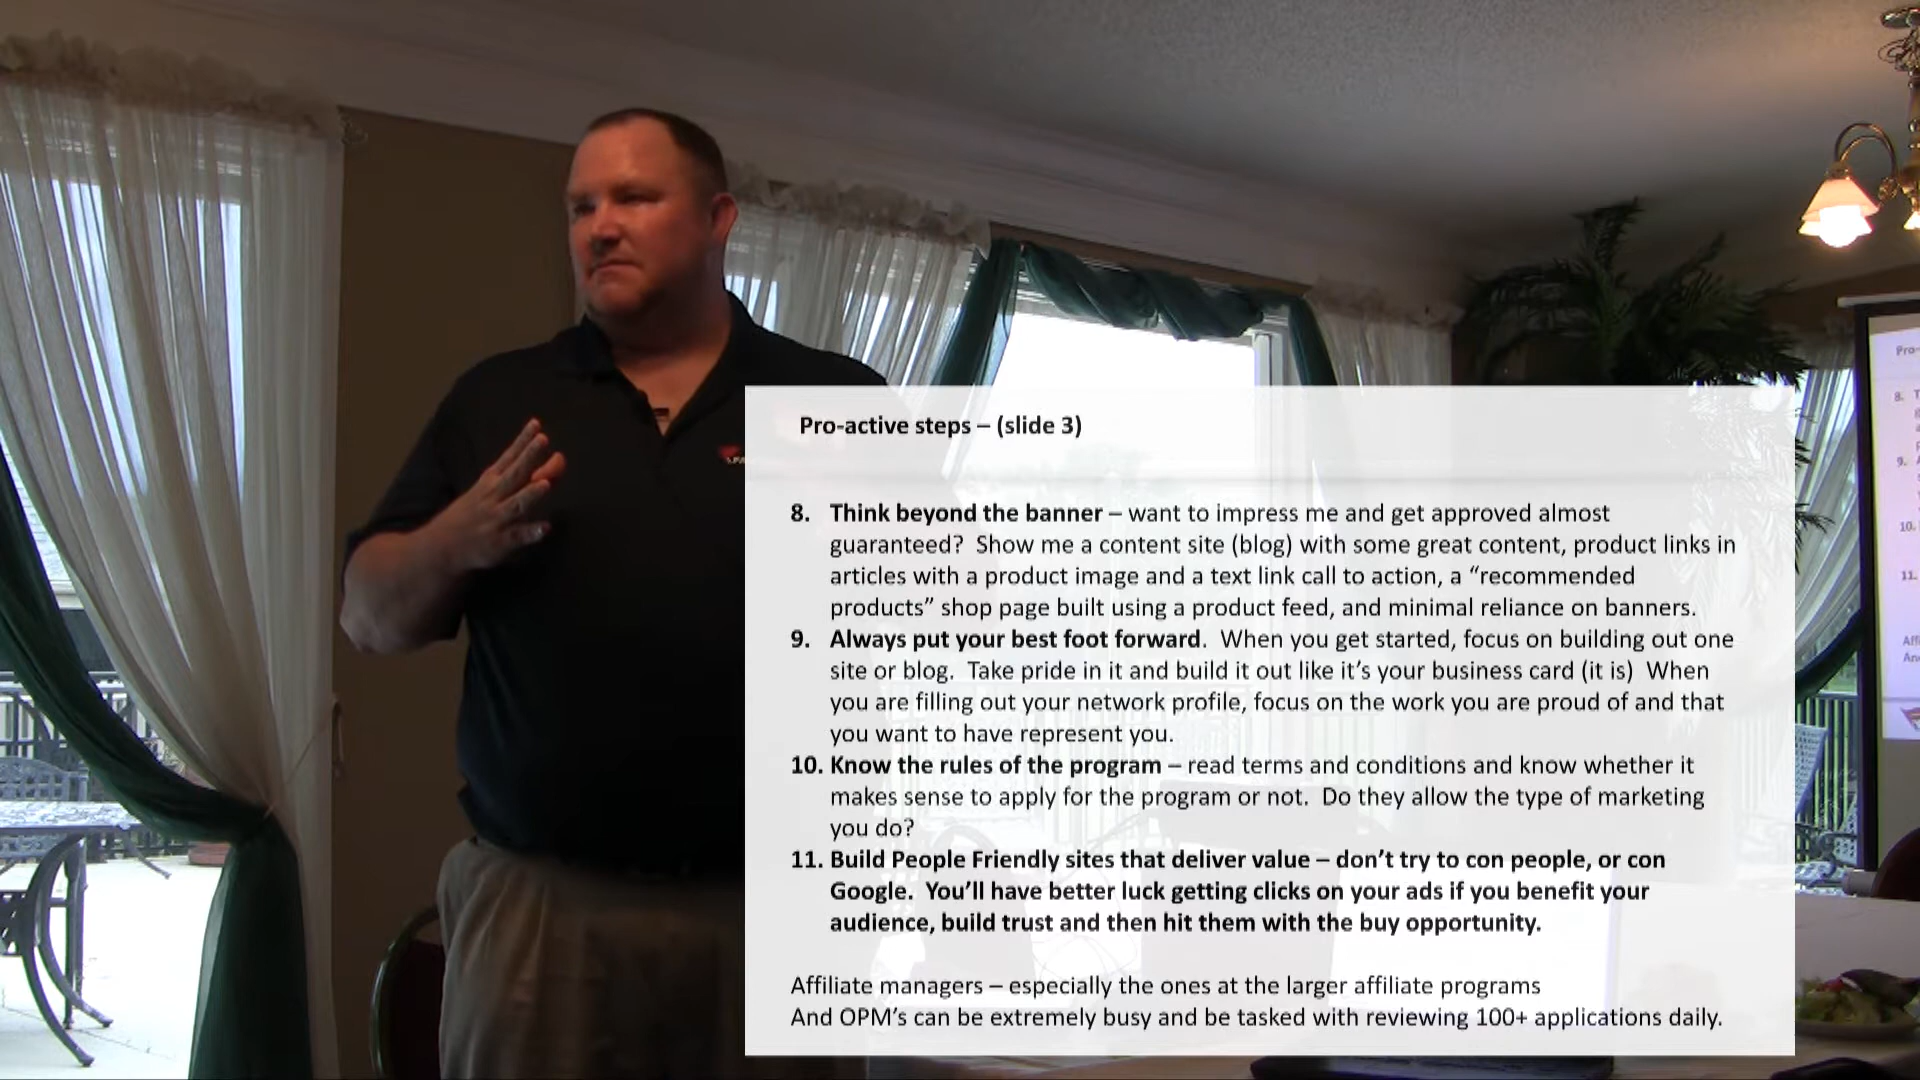 Pro-active steps – (slide 3)
8. Think beyond the banner – want to impress me and get approved almost
guaranteed?  Show me a content site (blog) with some great content, product links in
articles with a product image and a text link call to action, a “recommended
products” shop page built using a product feed, and minimal reliance on banners.
9. Always put your best foot forward.  When you get started, focus on building out one
site or blog.  Take pride in it and build it out like it’s your business card (it is)  When
you are filling out your network profile, focus on the work you are proud of and that
you want to have represent you.
10. Know the rules of the program – read terms and conditions and know whether it
makes sense to apply for the program or not.  Do they allow the type of marketing
you do?
11. Build People Friendly sites that deliver value – don’t try to con people, or con
Google.  You’ll have better luck getting clicks on your ads if you benefit your
audience, build trust and then hit them with the buy opportunity.
Affiliate managers – especially the ones at the larger affiliate programs
And OPM’s can be extremely busy and be tasked with reviewing 100+ applications daily.
8.
9.
10.
11.